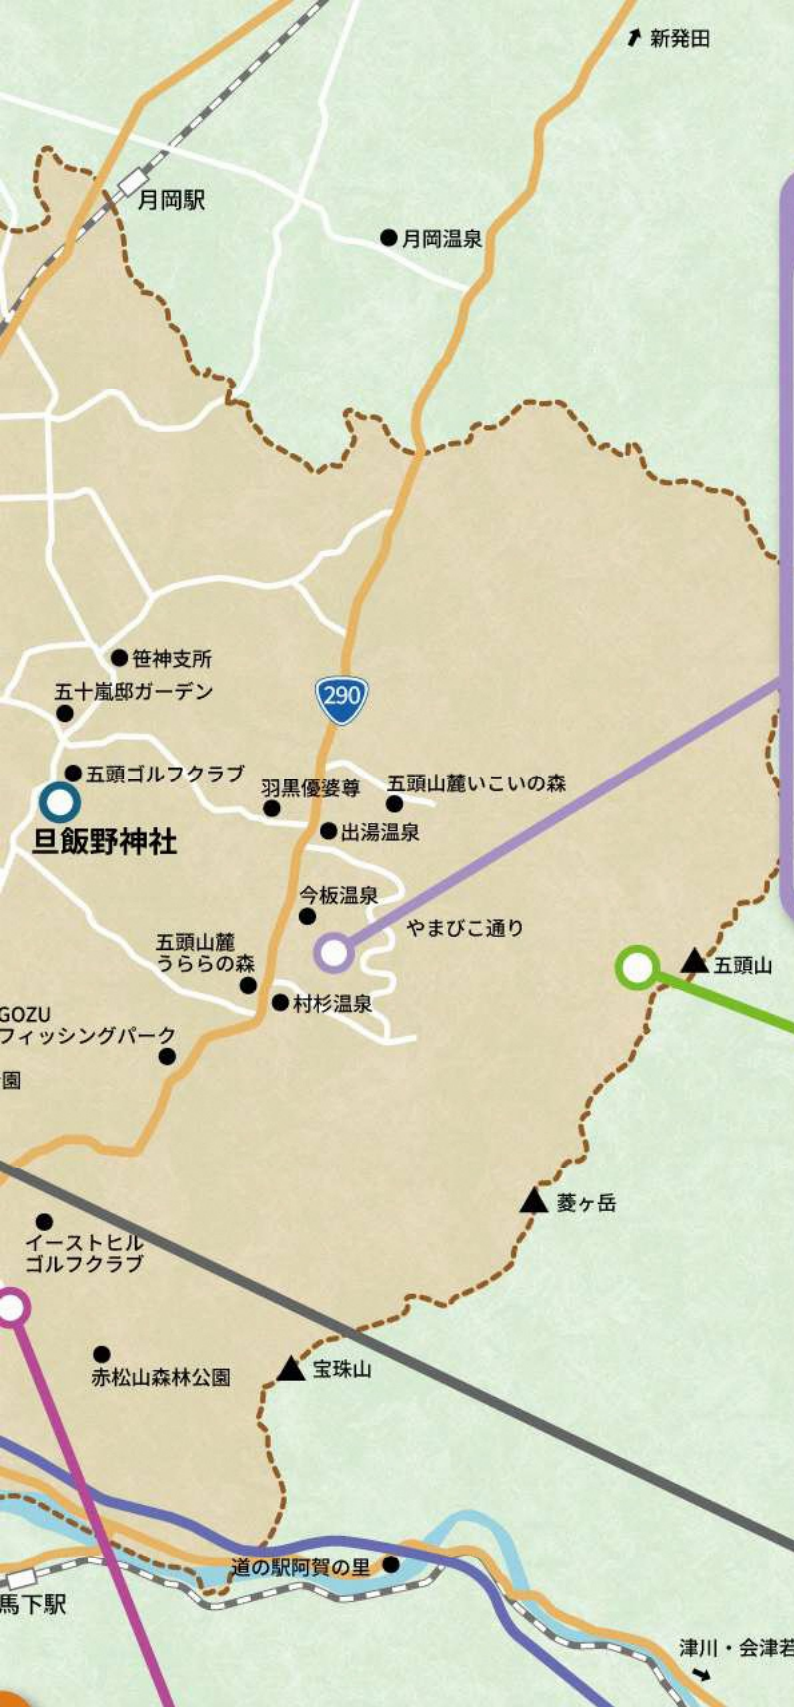 新発田
月岡駅
月岡温泉
笹神支所
五十嵐邸ガーデン
290
五頭ゴルフクラブ
羽黒優婆尊
五頭山麓いこいの森
出湯温泉
旦飯野神社
今板温泉
やまびこ通り
五頭山麓
うららの森
五頭山
村杉温泉
GOZU
フィッシングパーク
園
菱ヶ岳
イーストヒル
ゴルフクラブ
宝珠山
赤松山森林公園
道の駅阿賀の里
馬下駅
津川・会津若